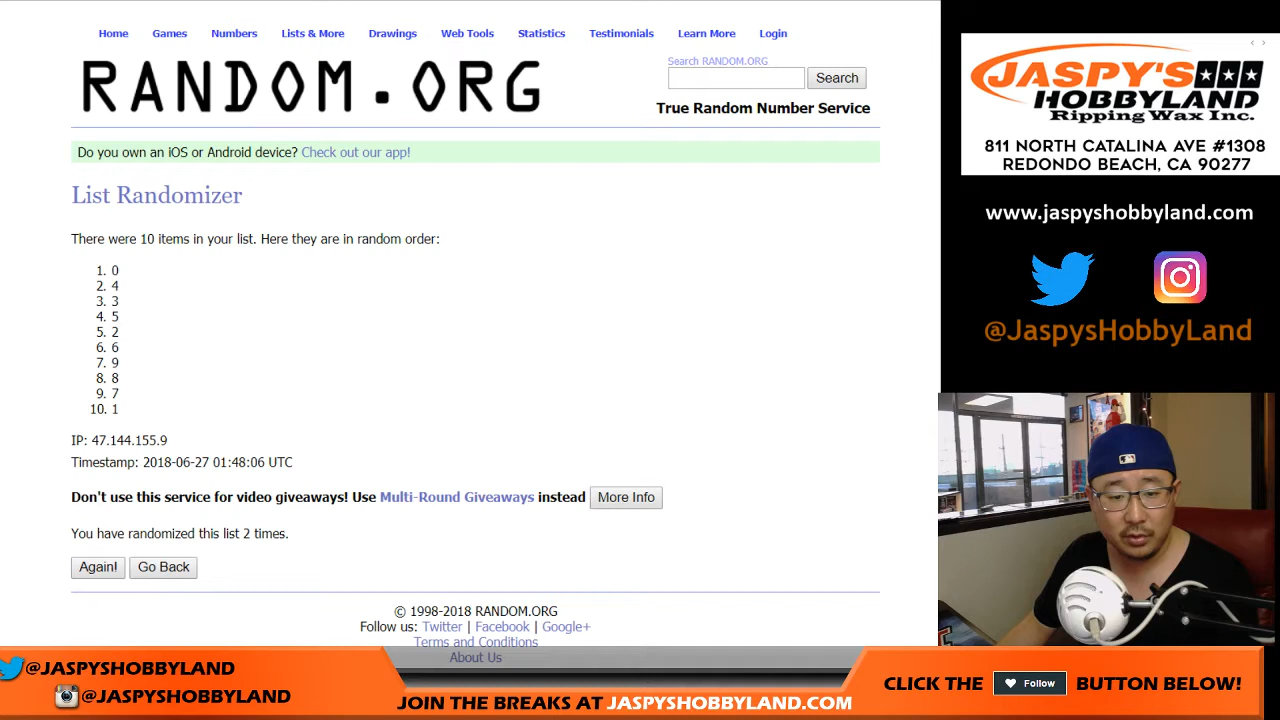 Home Games Numbers Lists & More Drawings Web Tools Statistics Testimonials Learn More Login
RANDOM.ORG
Search RANDOM.ORG
Search
True Random Number Service
Do you own an iOS or Android device? Check out our app!
List Randomizer
There were 10 items in your list. Here they are in random order:
1. 0
2. 4
3. 3
4. 5
5. 2
6. 6
7. 9
8. 8
9. 7
10. 1
IP: 47.144.155.9
Timestamp: 2018-06-27 01:48:06 UTC
Don't use this service for video giveaways! Use Multi-Round Giveaways instead More Info
You have randomized this list 2 times.
Again! Go Back
© 1998-2018 RANDOM.ORG
Follow us: Twitter | Facebook | Google+
Terms and Conditions
About Us
JASPY'S
HOBBYLAND
Ripping Wax Inc.
811 NORTH CATALINA AVE #1308
REDONDO BEACH, CA 90277
www.jaspyshobbyland.com
@JaspysHobbyLand
@JASPYSHOBBYLAND
@JASPYSHOBBYLAND
JOIN THE BREAKS AT JASPYSHOBBYLAND.COM
CLICK THE Follow BUTTON BELOW!